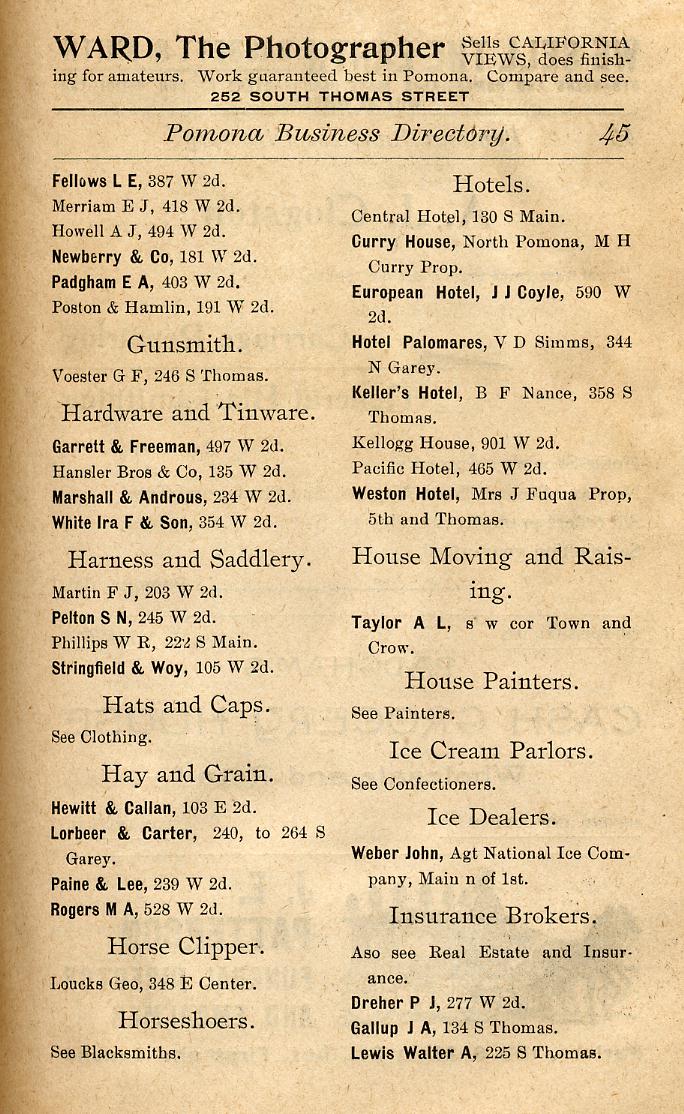 WARD, The Photographer Sells CALIFORNIA
VIEWS, does finish-
ing for amateurs. Work guaranteed best in Pomona. Compare and see.
252 SOUTH THOMAS STREET
Pomona Business Directory. 45
Fellows L E, 387 W 2d.
Merriam E J, 418 W 2d.
Howell A J, 494 W 2d.
Newberry & Co, 181 W 2d.
Padgham E A, 403 W 2d.
Poston & Hamlin, 191 W 2d.
Gunsmith.
Voester G F, 246 S Thomas.
Hardware and Tinware.
Garrett & Freeman, 497 W 2d.
Hansler Bros & Co, 135 W 2d.
Marshall & Androus, 234 W 2d.
White Ira F & Son, 354 W 2d.
Harness and Saddlery.
Martin F J, 203 W 2d.
Pelton S N, 245 W 2d.
Phillips W R, 222 S Main.
Stringfield & Woy, 105 W 2d.
Hats and Caps.
See Clothing.
Hay and Grain.
Hewitt & Callan, 103 E 2d.
Lorbeer & Carter, 240, to 264 S
Garey.
Paine & Lee, 239 W 2d.
Rogers M A, 528 W 2d.
Horse Clipper.
Loucks Geo, 348 E Center.
Horseshoers.
See Blacksmiths.
Hotels.
Central Hotel, 130 S Main.
Curry House, North Pomona, M H
Curry Prop.
European Hotel, J J Coyle, 590 W
2d.
Hotel Palomares, V D Simms, 344
N Garey.
Keller's Hotel, B F Nance, 358 S
Thomas.
Kellogg House, 901 W 2d.
Pacific Hotel, 465 W 2d.
Weston Hotel, Mrs J Fuqua Prop,
5th and Thomas.
House Moving and Rais-
ing.
Taylor A L, s w cor Town and
Crow.
House Painters.
See Painters.
Ice Cream Parlors.
See Confectioners.
Ice Dealers.
Weber John, Agt National Ice Com-
pany, Main n of 1st.
Insurance Brokers.
Aso see Real Estate and Insur-
ance.
Dreher P J, 277 W 2d.
Gallup J A, 134 S Thomas.
Lewis Walter A, 225 S Thomas.